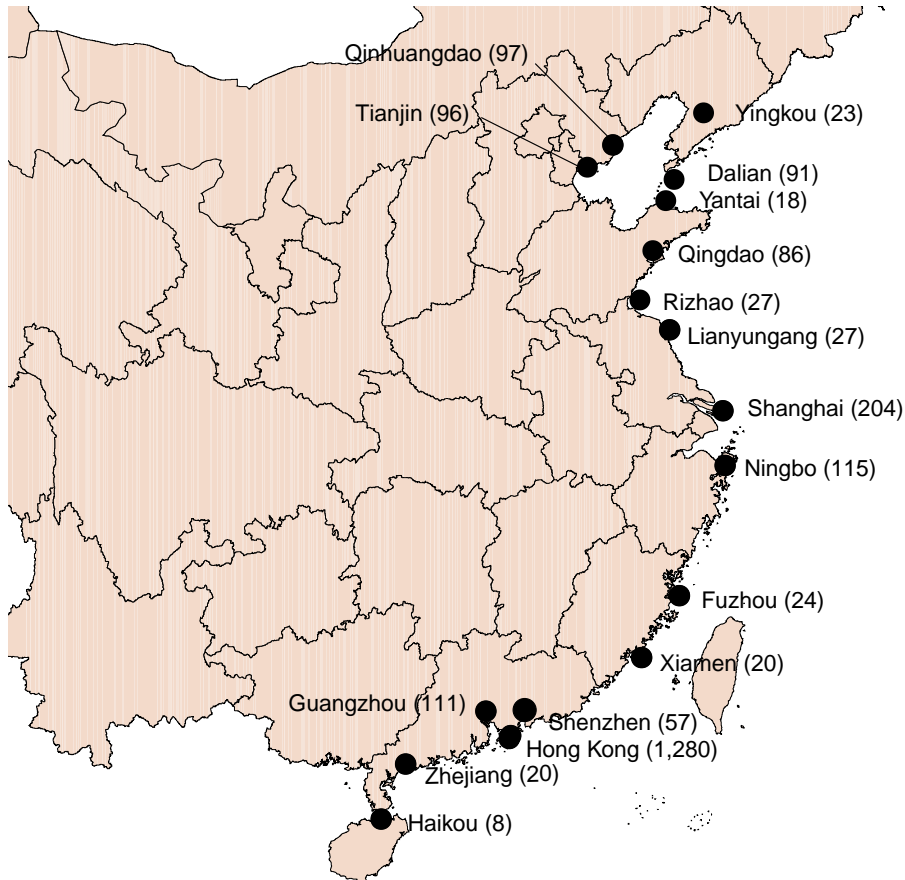 Qinhuangdao (97)
Tianjin (96)
Yingkou (23)
Dalian (91)
Yantai (18)
Qingdao (86)
Rizhao (27)
Lianyungang (27)
Shanghai (204)
Ningbo (115)
Fuzhou (24)
Xiamen (20)
Guangzhou (111)
Shenzhen (57)
Hong Kong (1,280)
Zhejiang (20)
Haikou (8)